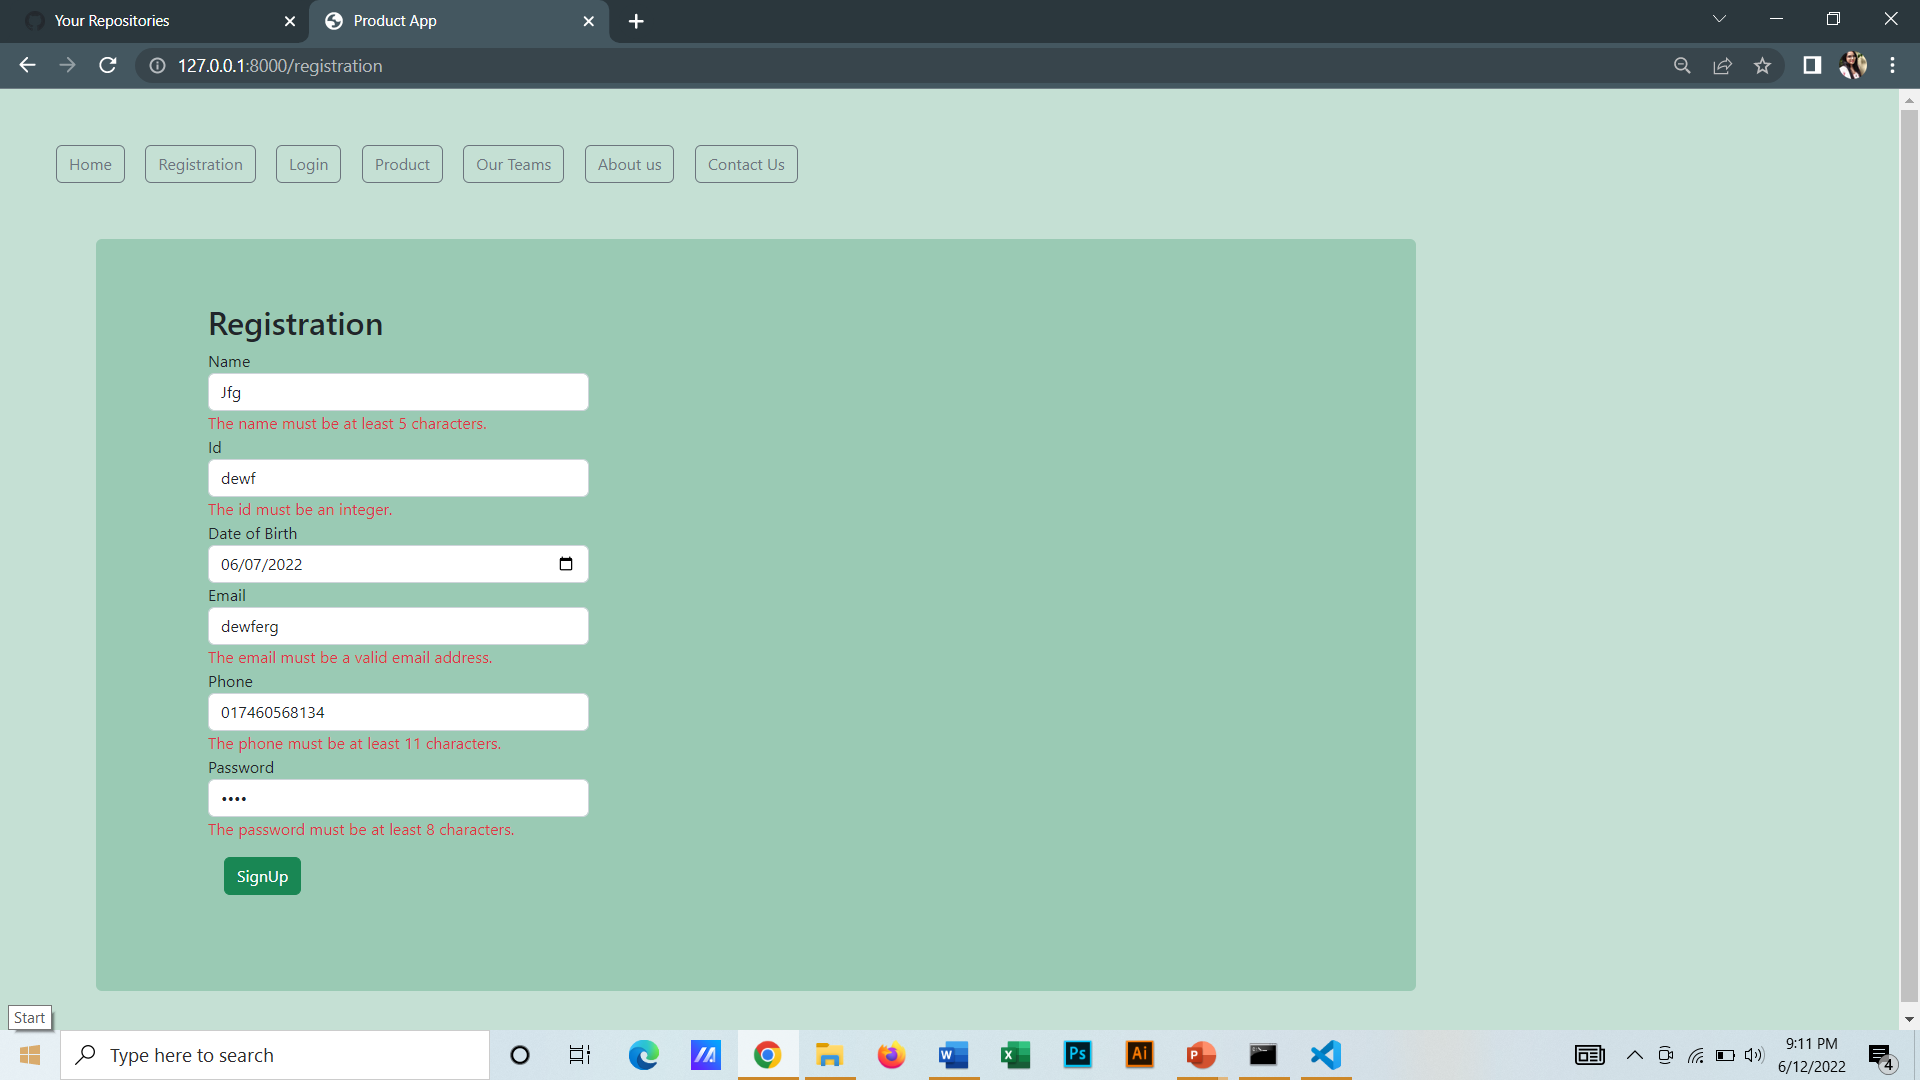 Your Repositories
Product App
127.0.0.1:8000/registration
Home Registration Login Product Our Teams About us Contact Us
Registration
Name
Jfg
The name must be at least 5 characters.
Id
dewf
The id must be an integer.
Date of Birth
06/07/2022
Email
dewferg
The email must be a valid email address.
Phone
017460568134
The phone must be at least 11 characters.
Password
••••
The password must be at least 8 characters.
SignUp
Start
Type here to search
W
X
Ps
Ai
P
9:11 PM
6/12/2022
4